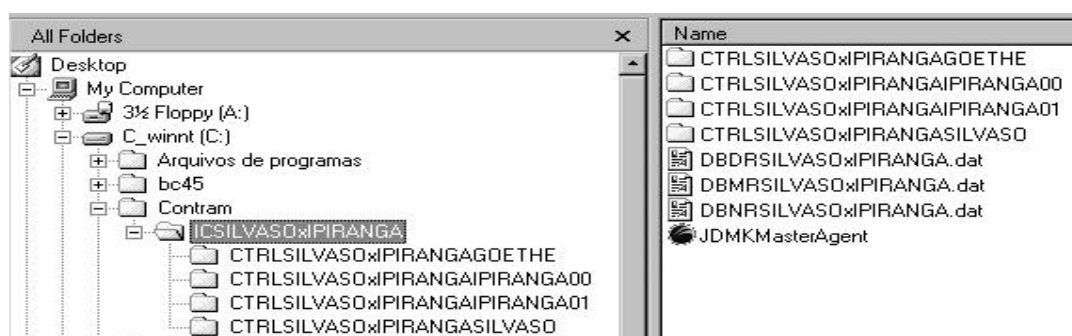 All Folders
Desktop
My Computer
3½ Floppy (A:)
C_winnt (C:)
Arquivos de programas
bc45
Contram
ICSILVASOxIPIRANGA
CTRLSILVASOxIPIRANGAGOETHE
CTRLSILVASOxIPIRANGAIPIRANGA00
CTRLSILVASOxIPIRANGAIPIRANGA01
CTRLSILVASOxIPIRANGASILVASO
Name
CTRLSILVASOxIPIRANGAGOETHE
CTRLSILVASOxIPIRANGAIPIRANGA00
CTRLSILVASOxIPIRANGAIPIRANGA01
CTRLSILVASOxIPIRANGASILVASO
DBDRSILVASOxIPIRANGA.dat
DBMRSILVASOxIPIRANGA.dat
DBNRSILVASOxIPIRANGA.dat
JDMKMasterAgent